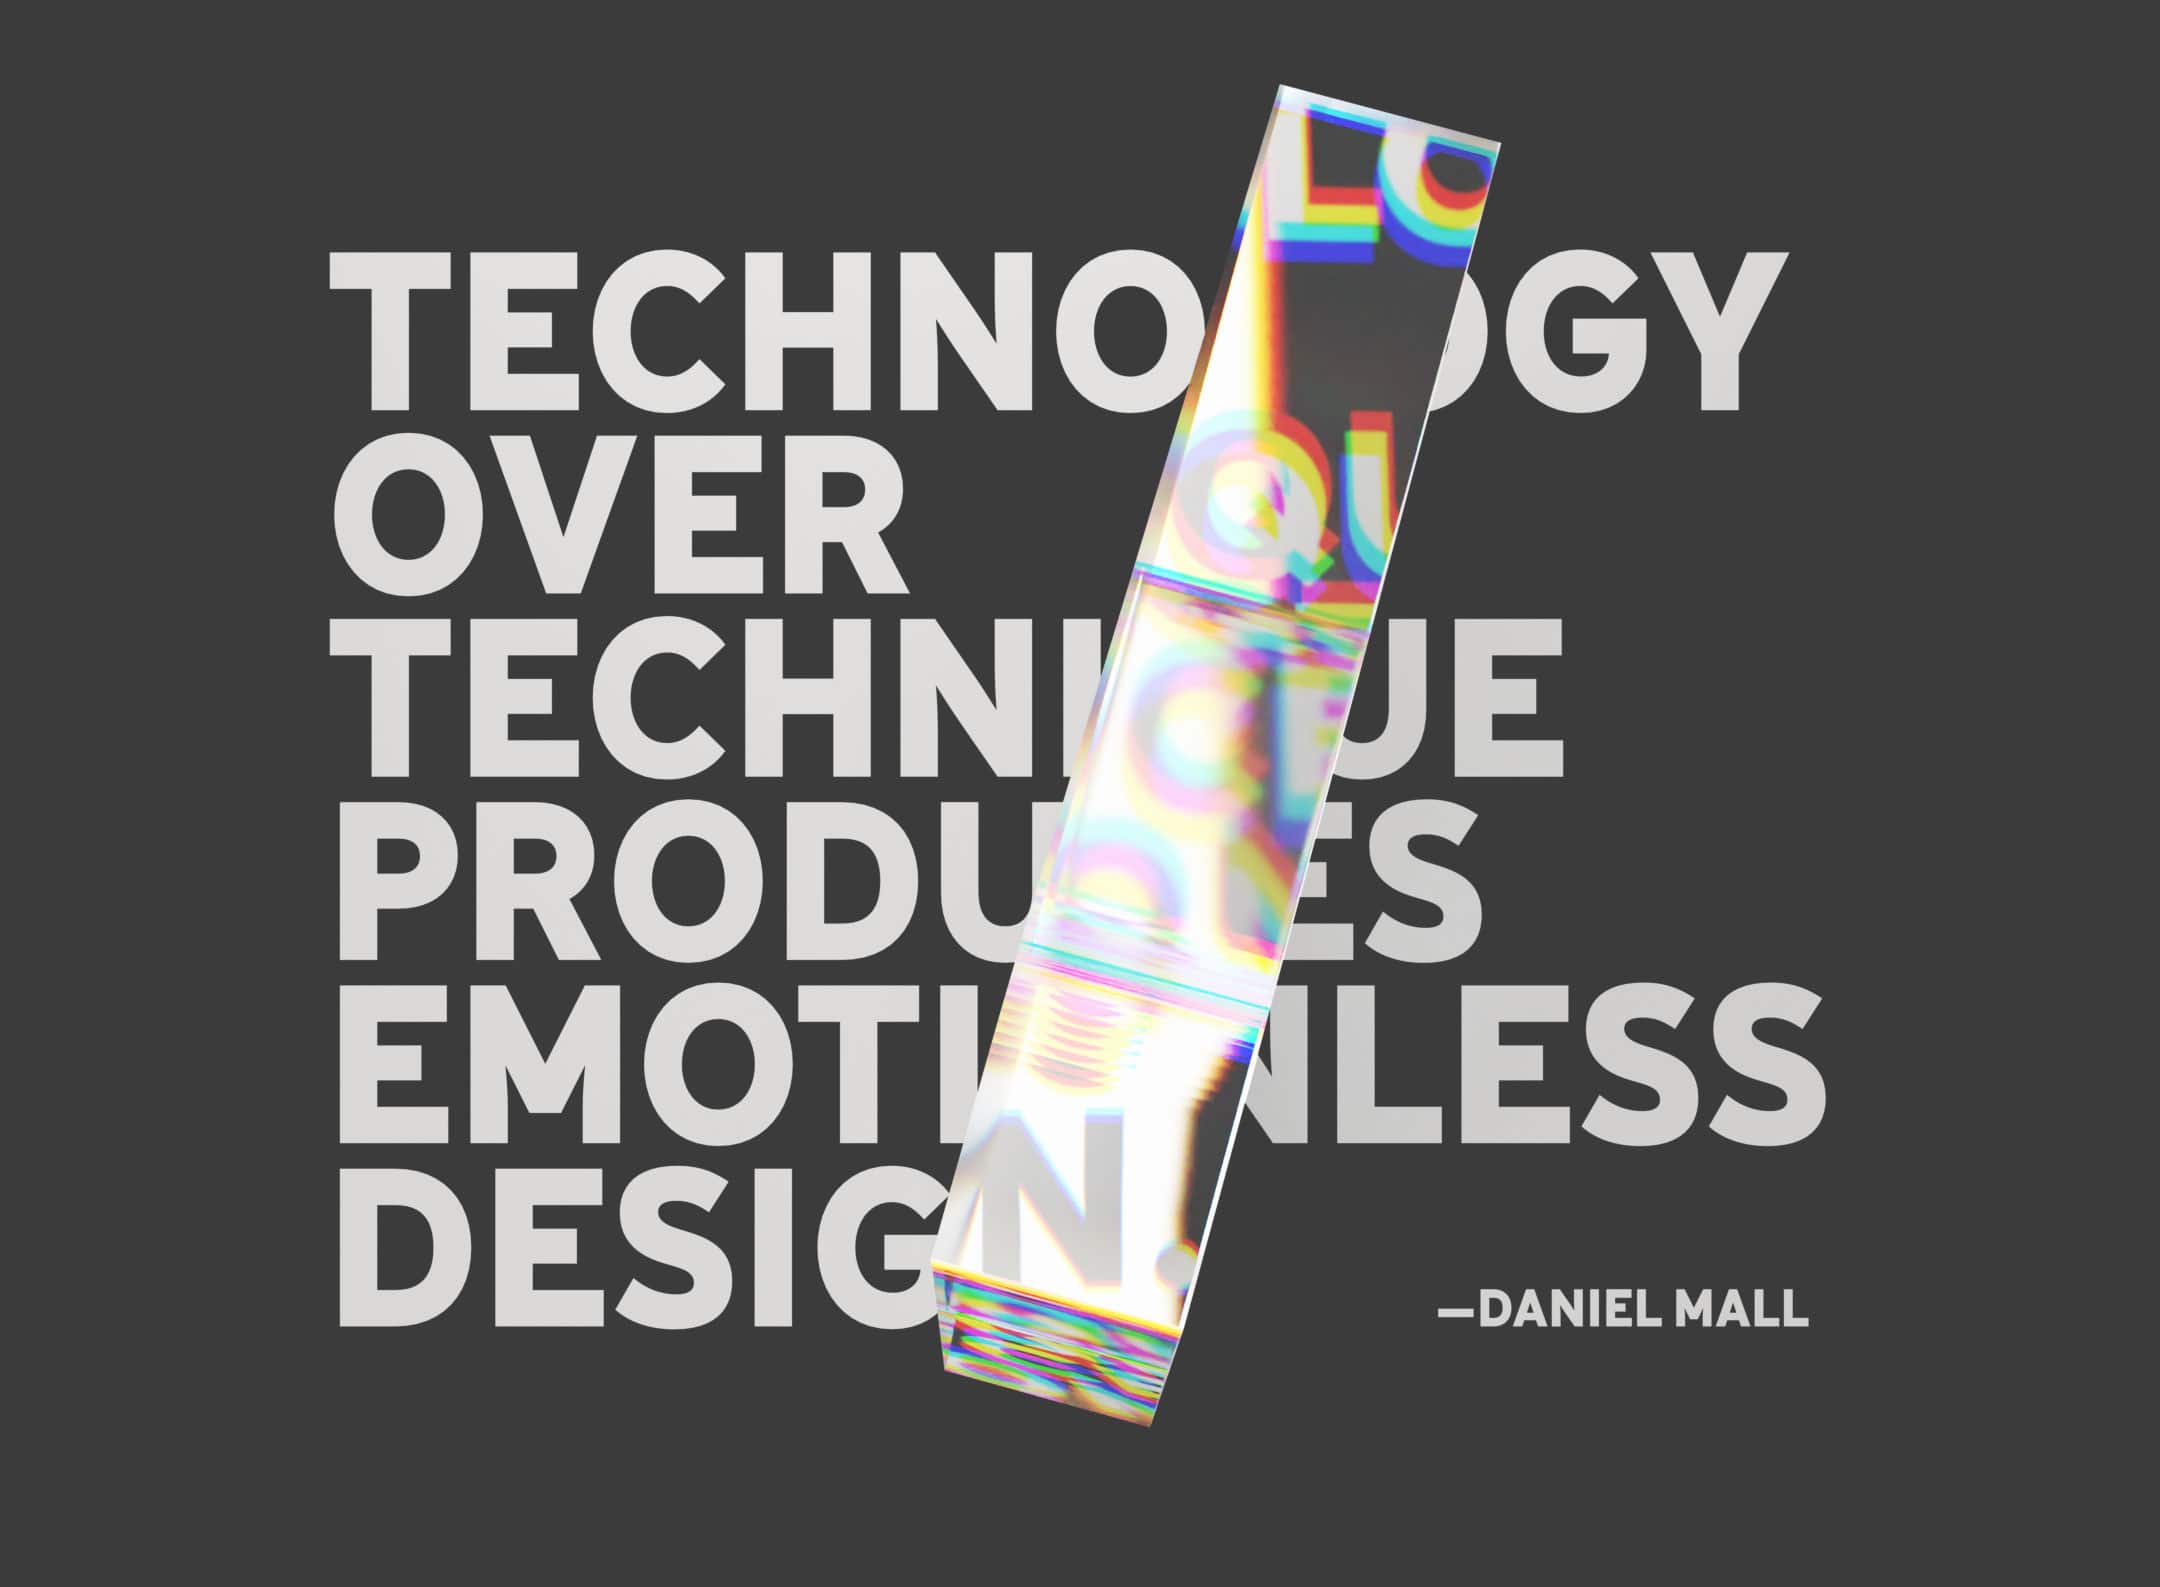 TECHNOLOGY
OVER
TECHNIQUE
PRODUCES
EMOTIONLESS
DESIGN.
—DANIEL MALL